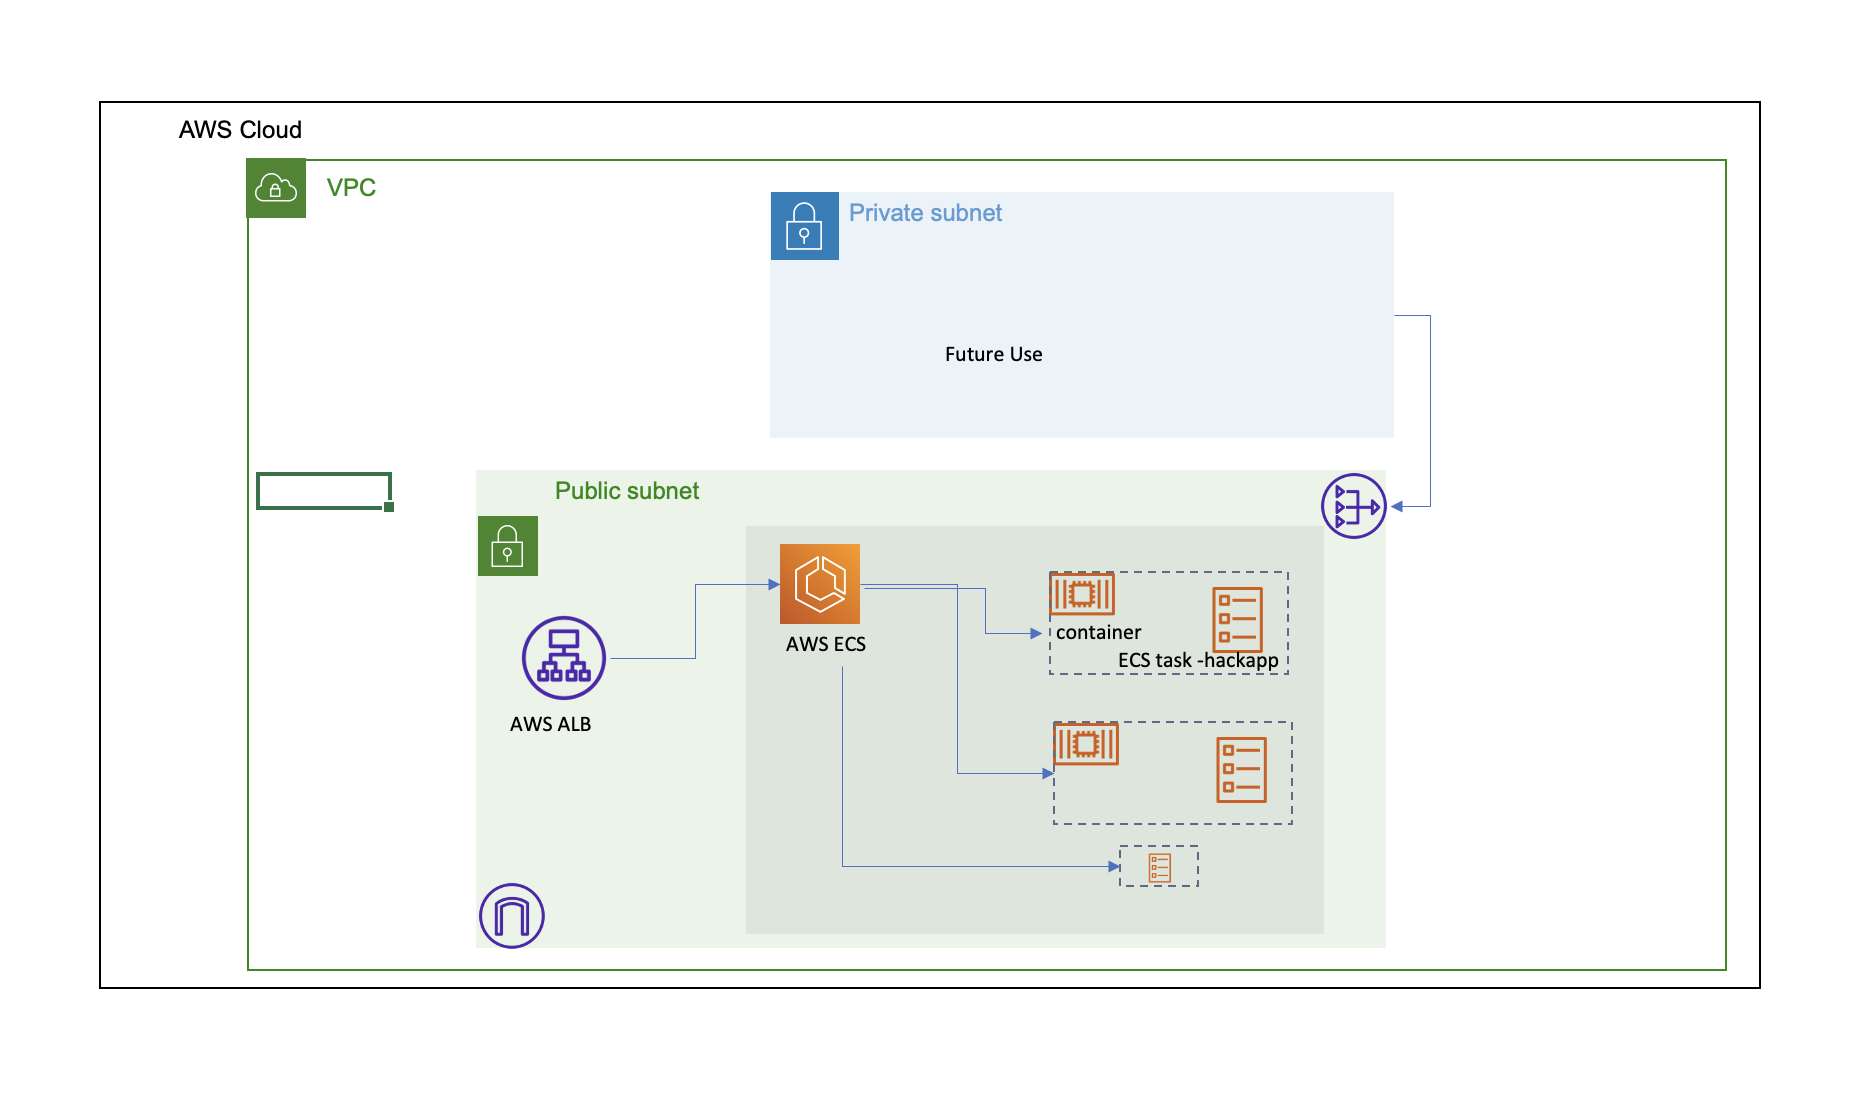 AWS Cloud
VPC
Private subnet
Future Use
Public subnet
AWS ECS
container
ECS task -hackapp
AWS ALB